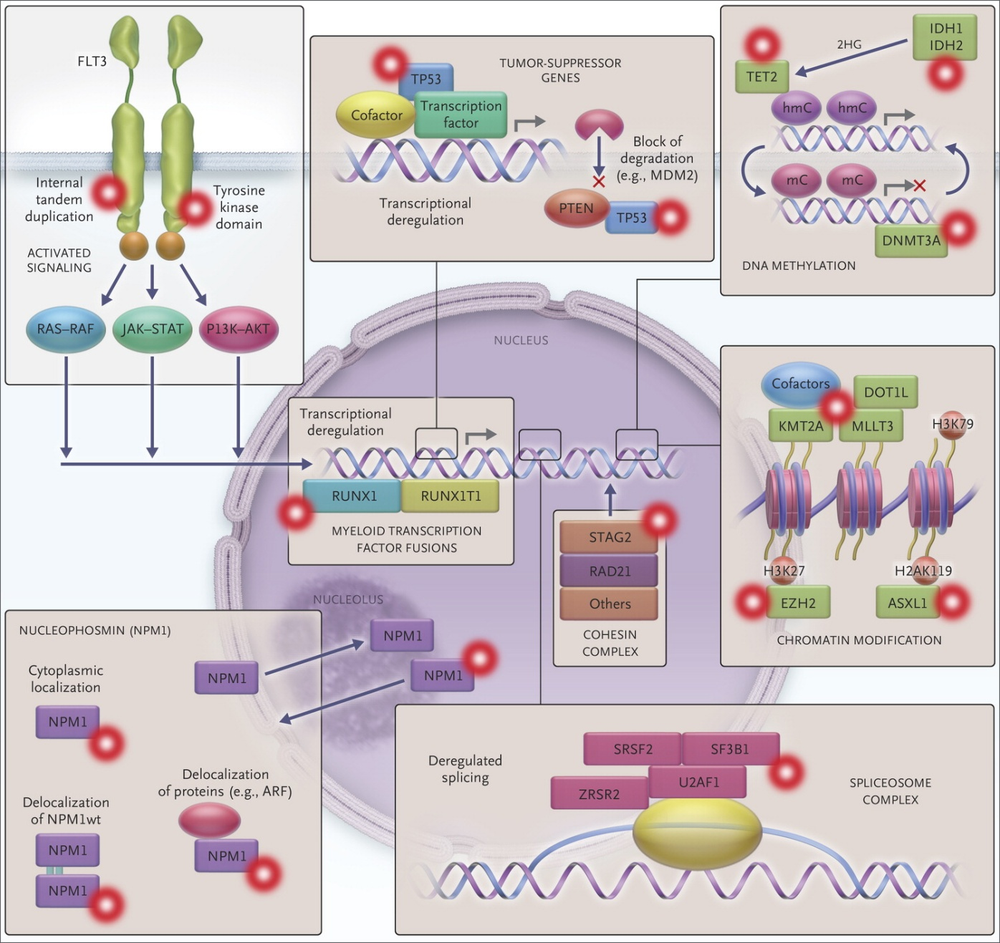 FLT3
Internal
tandem
duplication
Tyrosine
kinase
domain
ACTIVATED
SIGNALING
RAS–RAF
JAK–STAT
P13K–AKT
TP53
TUMOR-SUPPRESSOR
GENES
Cofactor
Transcription
factor
Block of
degradation
(e.g., MDM2)
Transcriptional
deregulation
PTEN
TP53
IDH1
IDH2
2HG
TET2
hmC
hmC
mC
mC
DNMT3A
DNA METHYLATION
NUCLEUS
Transcriptional
deregulation
RUNX1
RUNX1T1
MYELOID TRANSCRIPTION
FACTOR FUSIONS
STAG2
RAD21
Others
COHESIN
COMPLEX
Cofactors
DOT1L
KMT2A
MLLT3
H3K79
H3K27
H2AK119
EZH2
ASXL1
CHROMATIN MODIFICATION
NUCLEOLUS
NUCLEOPHOSMIN (NPM1)
NPM1
NPM1
NPM1
Cytoplasmic
localization
NPM1
Delocalization
of proteins (e.g., ARF)
NPM1
Delocalization
of NPM1wt
NPM1
NPM1
Deregulated
splicing
SRSF2
SF3B1
ZRSR2
U2AF1
SPLICEOSOME
COMPLEX